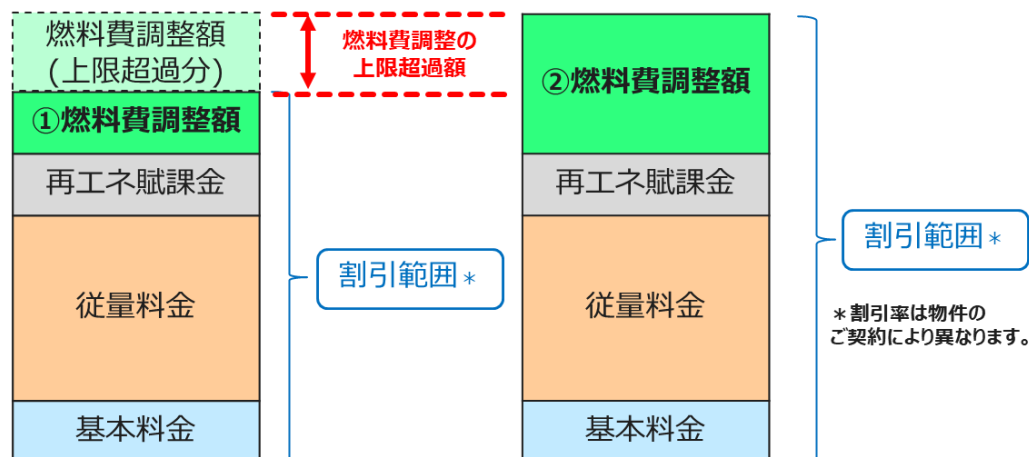 燃料費調整額
(上限超過分)
燃料費調整の
上限超過額
①燃料費調整額
再エネ賦課金
従量料金
基本料金
割引範囲＊
②燃料費調整額
再エネ賦課金
従量料金
基本料金
割引範囲＊
＊割引率は物件の
ご契約により異なります。